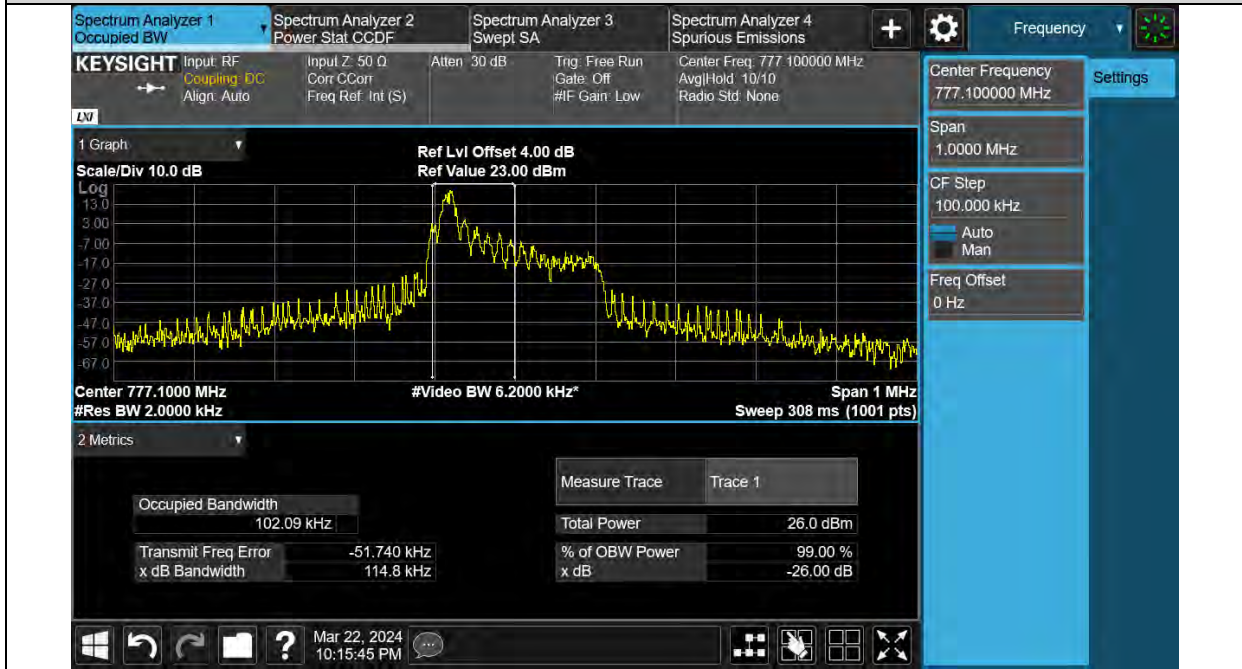 Spectrum Analyzer 1
Occupied BW
Spectrum Analyzer 2
Power Stat CCDF
Spectrum Analyzer 3
Swept SA
Spectrum Analyzer 4
Spurious Emissions
+
Frequency
KEYSIGHT
Input: RF
Coupling: DC
Align: Auto
Input Z: 50 Ω
Corr CCorr
Freq Ref: Int (S)
Atten: 30 dB
Trig: Free Run
Gate: Off
#IF Gain: Low
Center Freq: 777.100000 MHz
Avg|Hold: 10/10
Radio Std: None
LXI
Center Frequency
777.100000 MHz
Settings
Span
1.0000 MHz
CF Step
100.000 kHz
Auto
Man
Freq Offset
0 Hz
1 Graph
Scale/Div 10.0 dB
Ref Lvl Offset 4.00 dB
Ref Value 23.00 dBm
Log
13.0
3.00
-7.00
-17.0
-27.0
-37.0
-47.0
-57.0
-67.0
Center 777.1000 MHz
#Video BW 6.2000 kHz*
Span 1 MHz
#Res BW 2.0000 kHz
Sweep 308 ms (1001 pts)
2 Metrics
Measure Trace
Trace 1
Occupied Bandwidth
102.09 kHz
Total Power
26.0 dBm
Transmit Freq Error
-51.740 kHz
% of OBW Power
99.00 %
x dB Bandwidth
114.8 kHz
x dB
-26.00 dB
?
Mar 22, 2024
10:15:45 PM